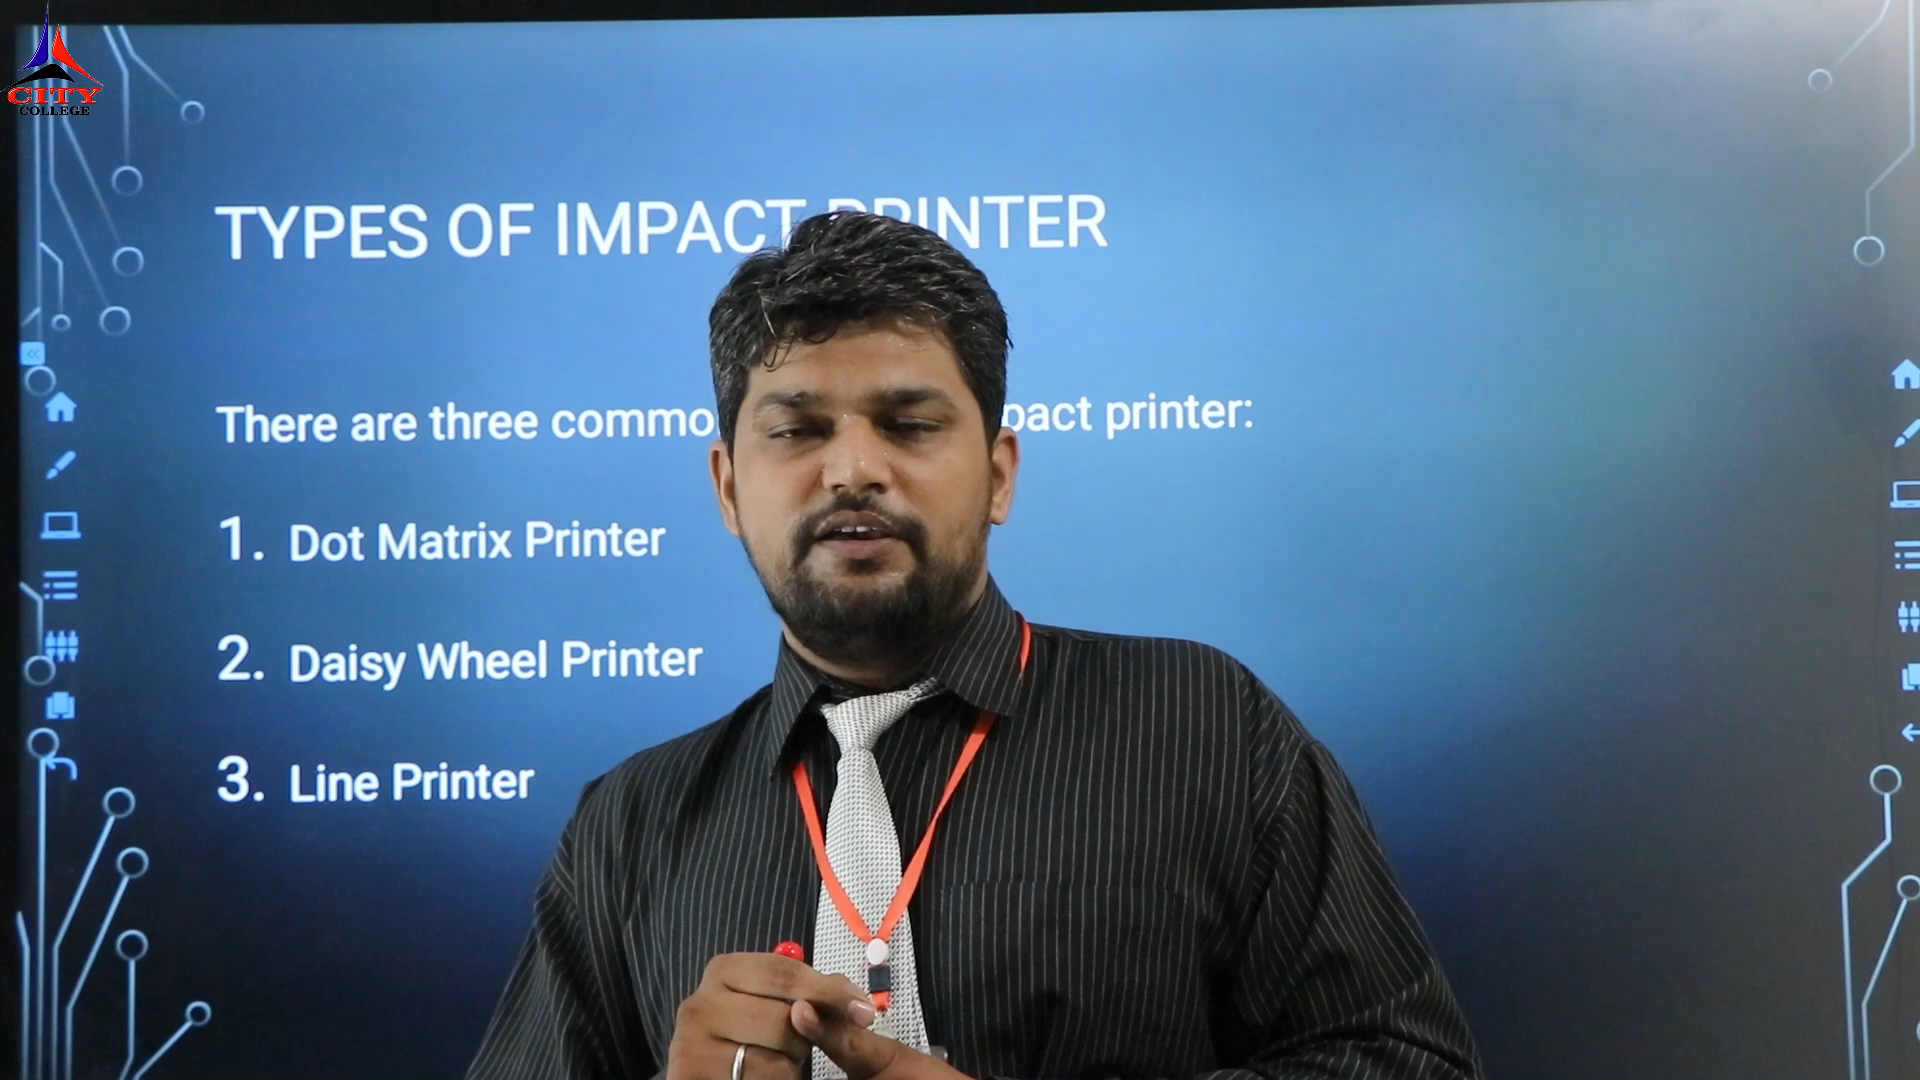 CITY
COLLEGE
TYPES OF IMPACT PRINTER
There are three commo pact printer:
1. Dot Matrix Printer
2. Daisy Wheel Printer
3. Line Printer